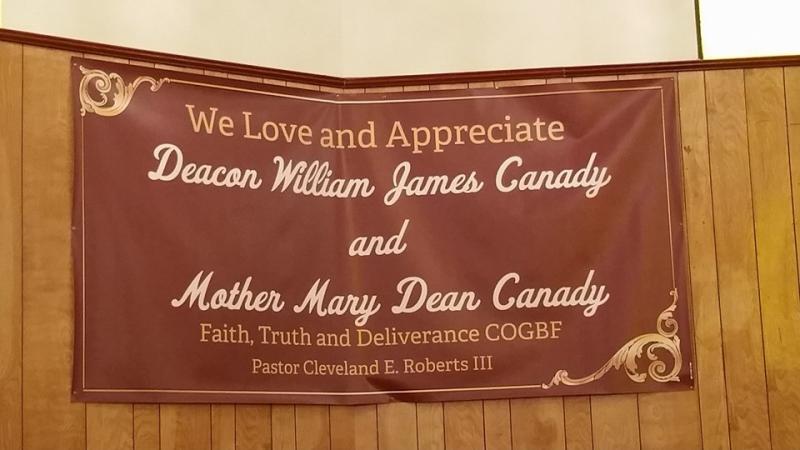 We Love and Appreciate
Deacon William James Canady
and
Mother Mary Dean Canady
Faith, Truth and Deliverance COGBF
Pastor Cleveland E. Roberts III